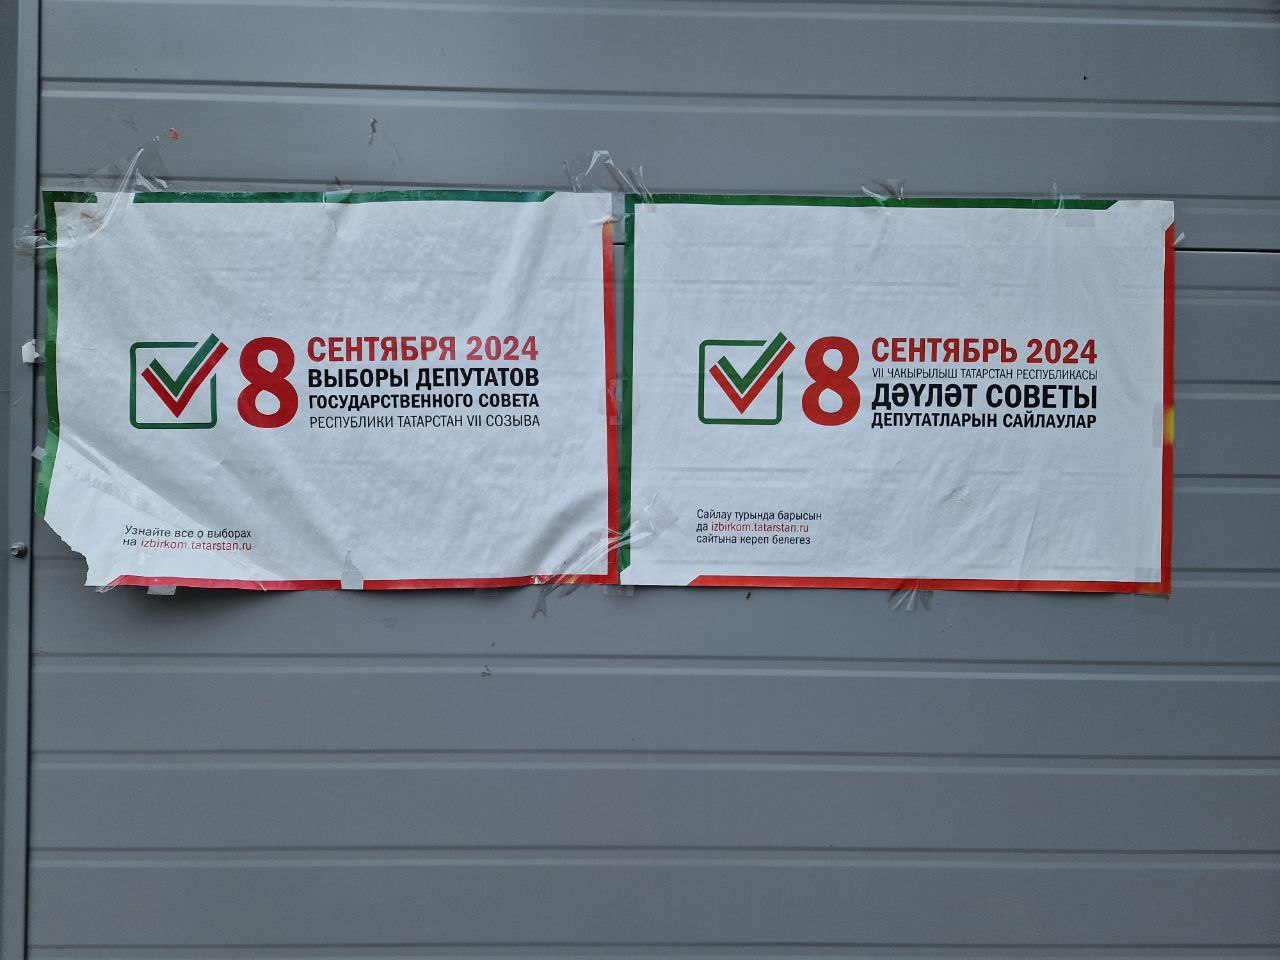 8
СЕНТЯБРЯ 2024
ВЫБОРЫ ДЕПУТАТОВ
ГОСУДАРСТВЕННОГО СОВЕТА
РЕСПУБЛИКИ ТАТАРСТАН VII СОЗЫВА
Узнайте все о выборах
на izbirkom.tatarstan.ru
8
СЕНТЯБРЬ 2024
VII ЧАКЫРЫЛЫШ ТАТАРСТАН РЕСПУБЛИКАСЫ
ДӘҮЛӘТ СОВЕТЫ
ДЕПУТАТЛАРЫН САЙЛАУЛАР
Сайлау турында барысын
да izbirkom.tatarstan.ru
сайтына кереп белегез